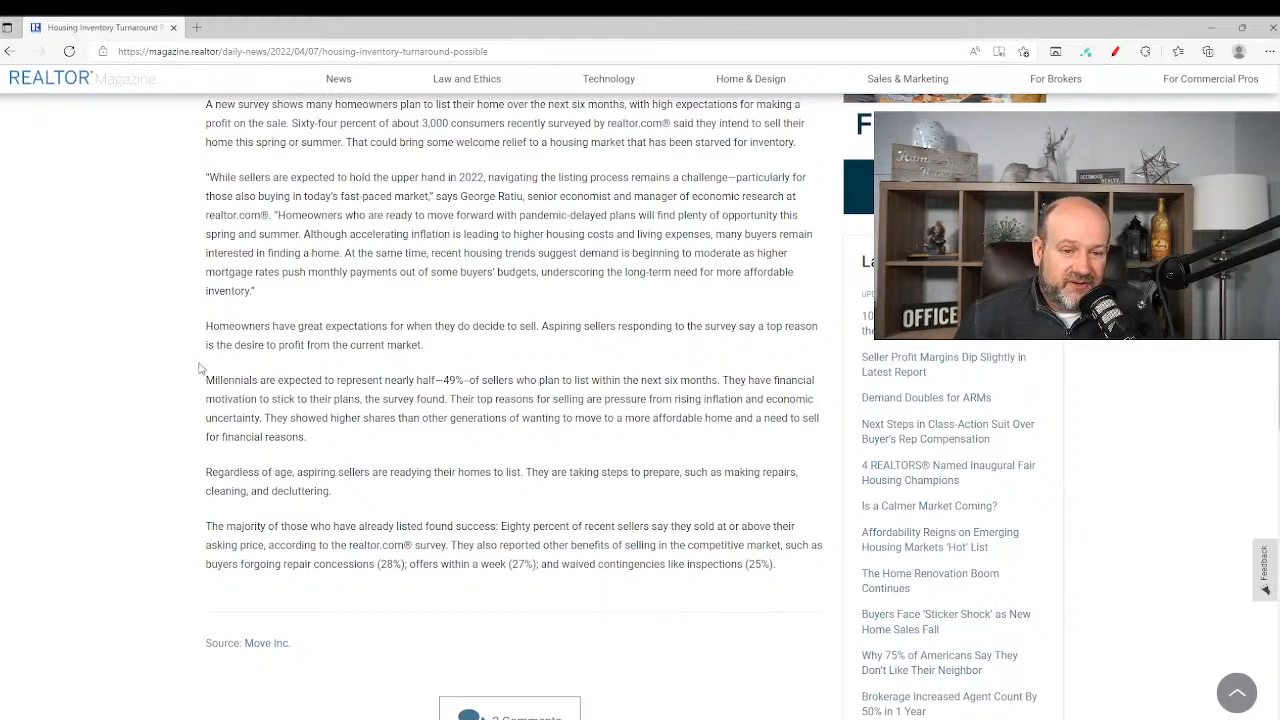 Housing Inventory Turnaround P
https://magazine.realtor/daily-news/2022/04/07/housing-inventory-turnaround-possible
REALTOR® Magazine
News
Law and Ethics
Technology
Home & Design
Sales & Marketing
For Brokers
For Commercial Pros
A new survey shows many homeowners plan to list their home over the next six months, with high expectations for making a
profit on the sale. Sixty-four percent of about 3,000 consumers recently surveyed by realtor.com® said they intend to sell their
home this spring or summer. That could bring some welcome relief to a housing market that has been starved for inventory.
“While sellers are expected to hold the upper hand in 2022, navigating the listing process remains a challenge—particularly for
those also buying in today’s fast-paced market,” says George Ratiu, senior economist and manager of economic research at
realtor.com®. “Homeowners who are ready to move forward with pandemic-delayed plans will find plenty of opportunity this
spring and summer. Although accelerating inflation is leading to higher housing costs and living expenses, many buyers remain
interested in finding a home. At the same time, recent housing trends suggest demand is beginning to moderate as higher
mortgage rates push monthly payments out of some buyers’ budgets, underscoring the long-term need for more affordable
inventory.”
Homeowners have great expectations for when they do decide to sell. Aspiring sellers responding to the survey say a top reason
is the desire to profit from the current market.
Millennials are expected to represent nearly half—49%–of sellers who plan to list within the next six months. They have financial
motivation to stick to their plans, the survey found. Their top reasons for selling are pressure from rising inflation and economic
uncertainty. They showed higher shares than other generations of wanting to move to a more affordable home and a need to sell
for financial reasons.
Regardless of age, aspiring sellers are readying their homes to list. They are taking steps to prepare, such as making repairs,
cleaning, and decluttering.
The majority of those who have already listed found success: Eighty percent of recent sellers say they sold at or above their
asking price, according to the realtor.com® survey. They also reported other benefits of selling in the competitive market, such as
buyers forgoing repair concessions (28%); offers within a week (27%); and waived contingencies like inspections (25%).
Source: Move Inc.
2 Comments
F
DEERWOOD REALTY
OFFICE
La
UPD
10
the
Seller Profit Margins Dip Slightly in
Latest Report
Demand Doubles for ARMs
Next Steps in Class-Action Suit Over
Buyer’s Rep Compensation
4 REALTORS® Named Inaugural Fair
Housing Champions
Is a Calmer Market Coming?
Affordability Reigns on Emerging
Housing Markets ‘Hot’ List
The Home Renovation Boom
Continues
Buyers Face ‘Sticker Shock’ as New
Home Sales Fall
Why 75% of Americans Say They
Don’t Like Their Neighbor
Brokerage Increased Agent Count By
50% in 1 Year
Feedback